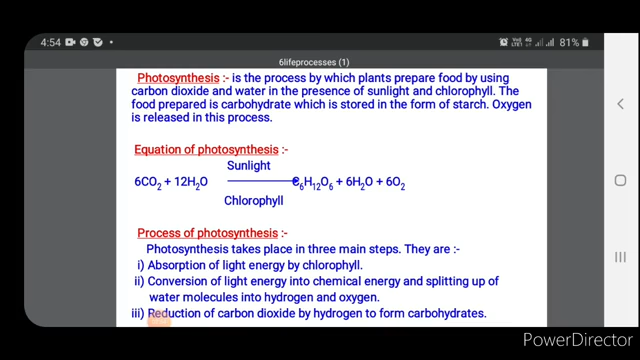 4:54
81%
6lifeprocesses (1)
Photosynthesis :- is the process by which plants prepare food by using
carbon dioxide and water in the presence of sunlight and chlorophyll. The
food prepared is carbohydrate which is stored in the form of starch. Oxygen
is released in this process.
Equation of photosynthesis :-
Sunlight
6CO₂ + 12H₂O C₆H₁₂O₆ + 6H₂O + 6O₂
Chlorophyll
Process of photosynthesis :-
Photosynthesis takes place in three main steps. They are :-
i) Absorption of light energy by chlorophyll.
ii) Conversion of light energy into chemical energy and splitting up of
water molecules into hydrogen and oxygen.
iii) Reduction of carbon dioxide by hydrogen to form carbohydrates.
PowerDirector